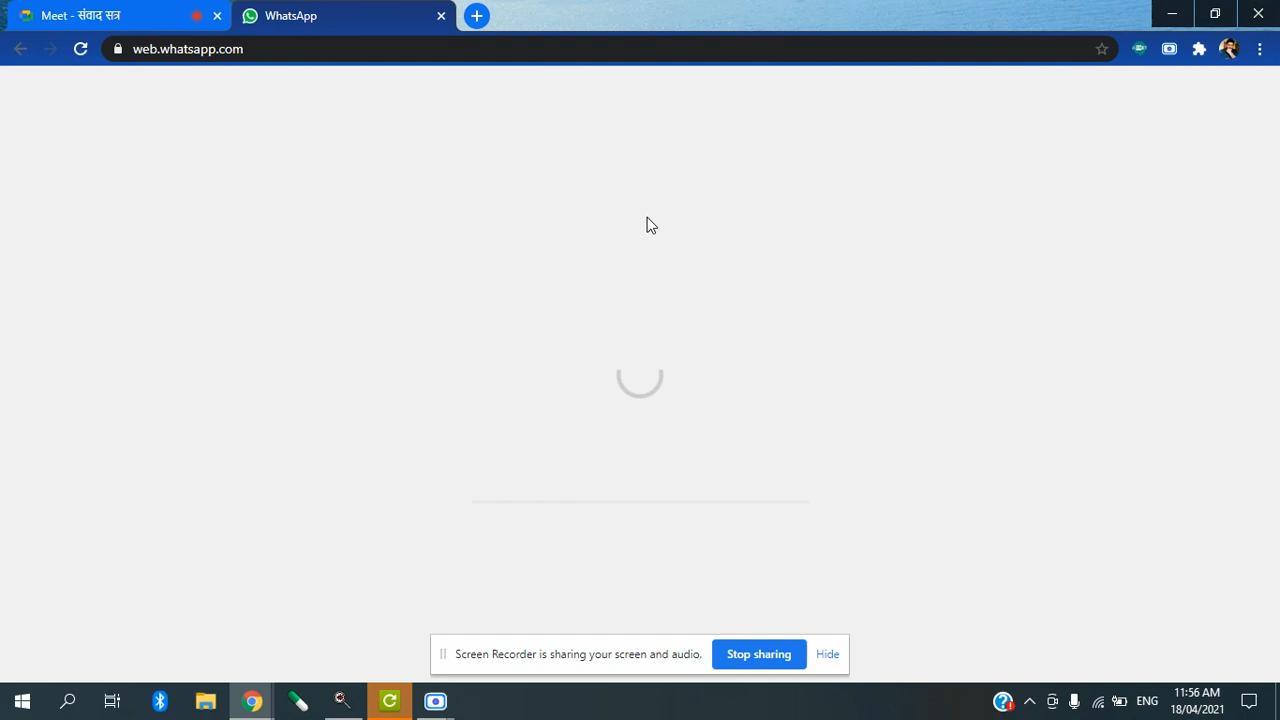 Meet - संवाद सत्र
WhatsApp
web.whatsapp.com
Screen Recorder is sharing your screen and audio.
Stop sharing
Hide
ENG
11:56 AM
18/04/2021